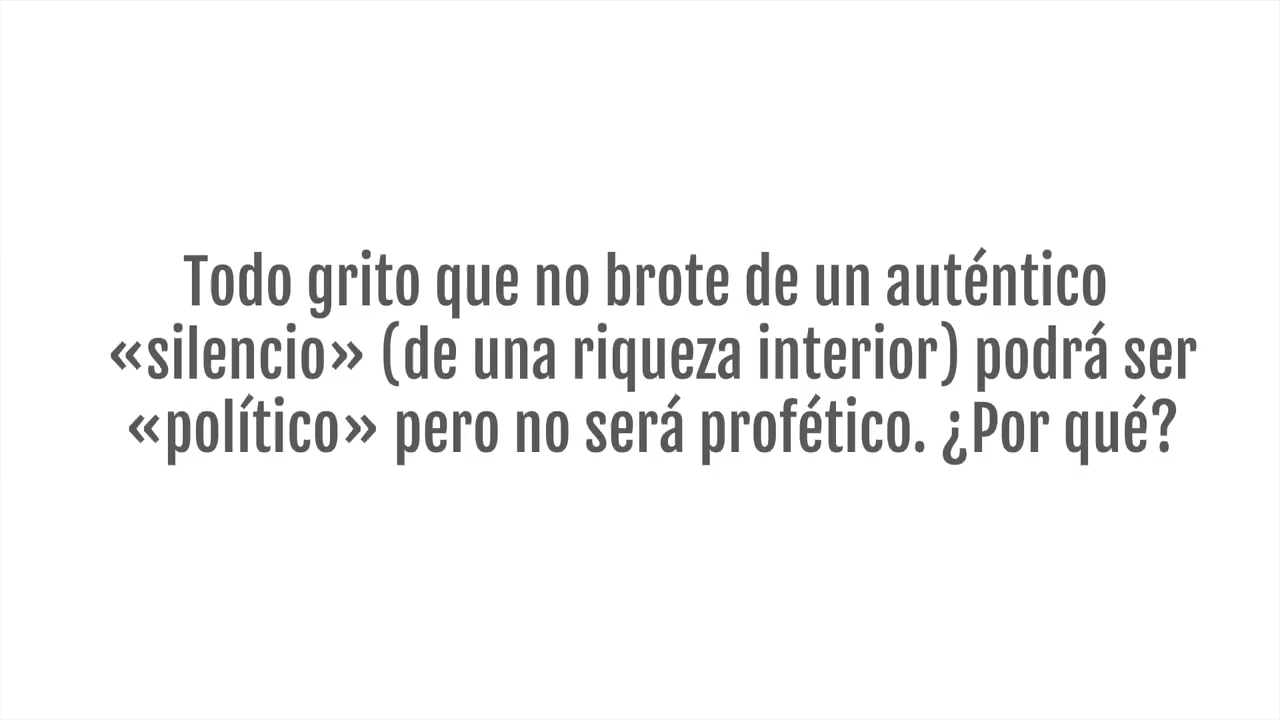 Todo grito que no brote de un auténtico
«silencio» (de una riqueza interior) podrá ser
«político» pero no será profético. ¿Por qué?